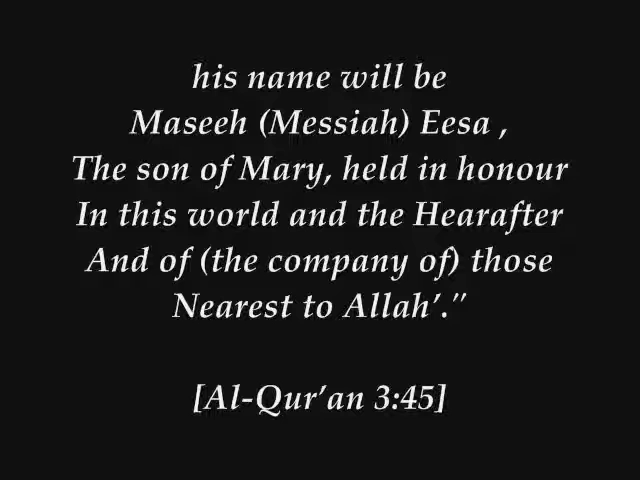 his name will be
Maseeh (Messiah) Eesa ,
The son of Mary, held in honour
In this world and the Hearafter
And of (the company of) those
Nearest to Allah’."
[Al-Qur’an 3:45]